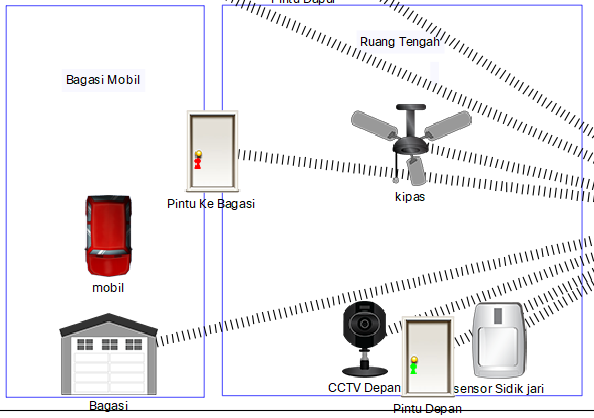 Pintu Dapur
Ruang Tengah
Bagasi Mobil
kipas
Pintu Ke Bagasi
mobil
CCTV Depan
sensor Sidik jari
Bagasi
Pintu Depan